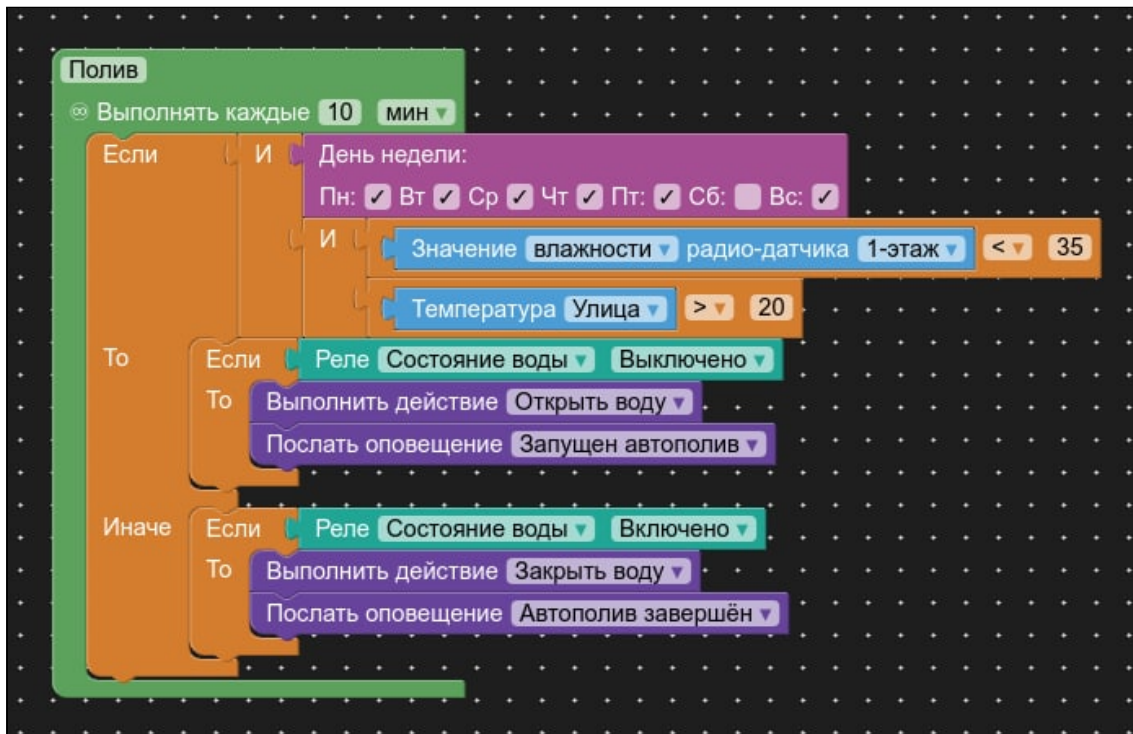 Полив
Выполнять каждые 10 мин
Если И День недели:
Пн: Вт Ср Чт Пт: Сб: Вс:
И Значение влажности радио-датчика 1-этаж < 35
Температура Улица > 20
То Если Реле Состояние воды Выключено
То Выполнить действие Открыть воду
Послать оповещение Запущен автополив
Иначе Если Реле Состояние воды Включено
То Выполнить действие Закрыть воду
Послать оповещение Автополив завершён